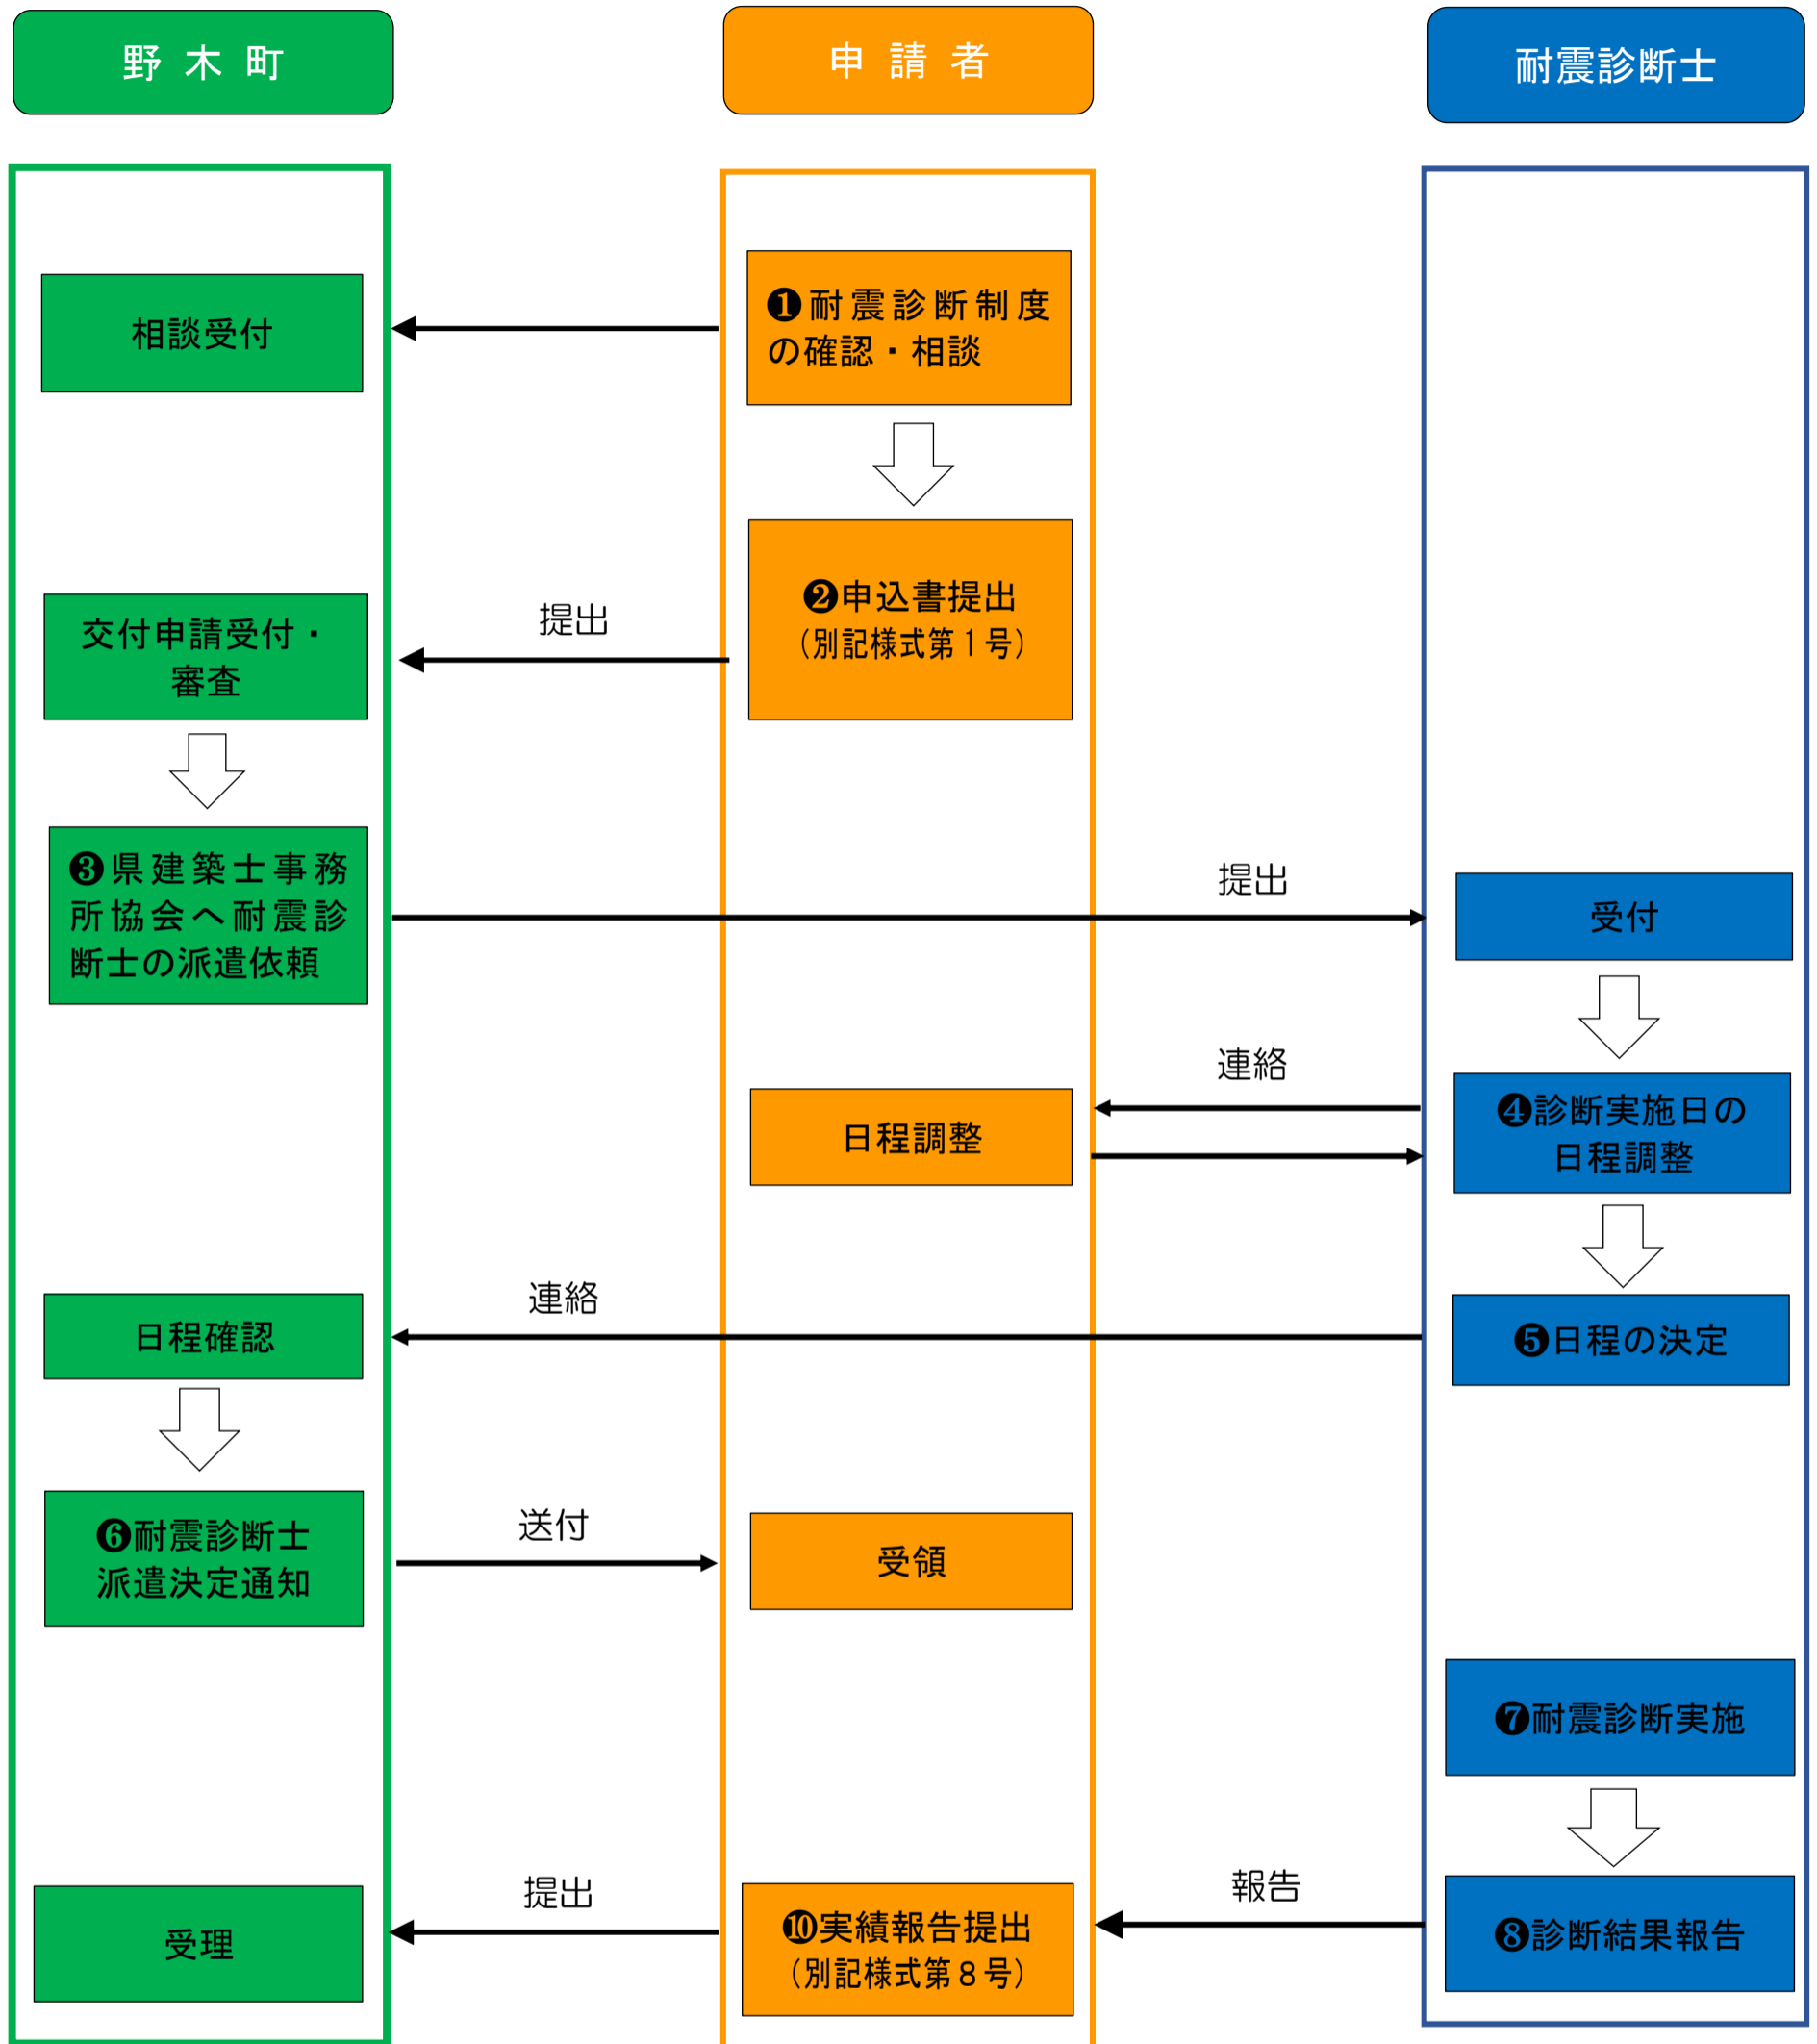 野木町
申請者
耐震診断士
相談受付
❶耐震診断制度
の確認・相談
❷申込書提出
（別記様式第１号）
提出
交付申請受付・
審査
❸県建築士事務
所協会へ耐震診
断士の派遣依頼
提出
受付
連絡
日程調整
❹診断実施日の
日程調整
連絡
日程確認
❺日程の決定
❻耐震診断士
派遣決定通知
送付
受領
❼耐震診断実施
報告
❽診断結果報告
提出
❿実績報告提出
（別記様式第８号）
受理